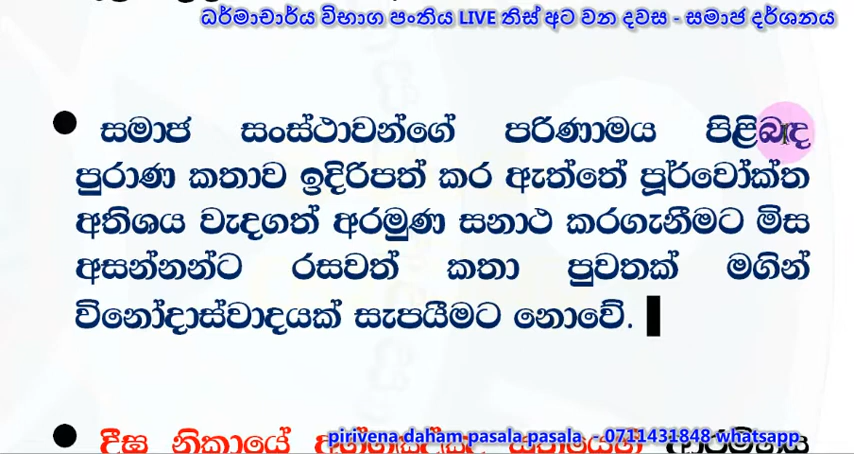 ධර්මාචාර්ය විභාග පංතිය LIVE තිස් අට වන දවස - සමාජ දර්ශනය
● සමාජ සංස්ථාවන්ගේ පරිණාමය පිළිබඳ
පුරාණ කතාව ඉදිරිපත් කර ඇත්තේ පූර්වෝක්ත
අතිශය වැදගත් අරමුණ සනාථ කරගැනීමට මිස
අසන්නන්ට රසවත් කතා පුවතක් මගින්
විනෝදාස්වාදයක් සැපයීමට නොවේ.
● දීඝ නිකායේ
pirivena daham pasala pasala - 0711431848 whatsapp